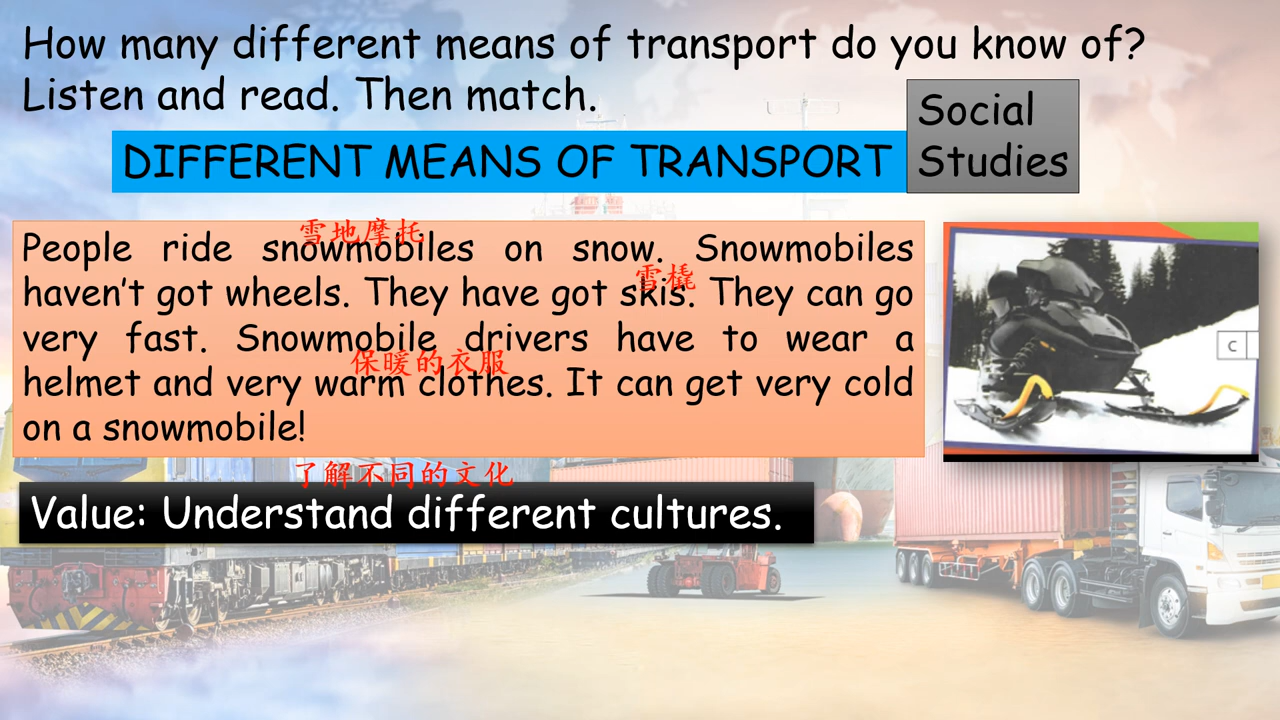 How many different means of transport do you know of?
Listen and read. Then match.
Social
Studies
DIFFERENT MEANS OF TRANSPORT
雪地摩托
People ride snowmobiles on snow. Snowmobiles
雪橇
haven't got wheels. They have got skis. They can go
very fast. Snowmobile drivers have to wear a
保暖的衣服
helmet and very warm clothes. It can get very cold
on a snowmobile!
C
了解不同的文化
Value: Understand different cultures.